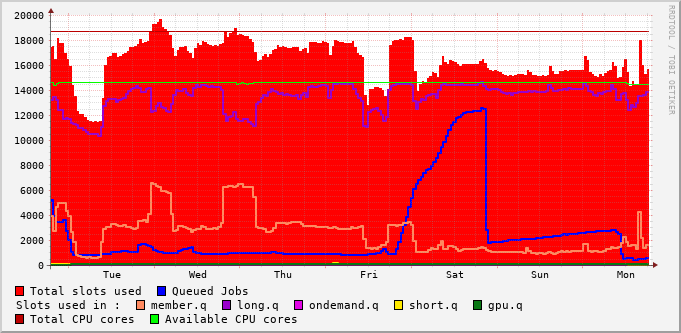 20000
18000
16000
14000
12000
10000
8000
6000
4000
2000
0
Tue Wed Thu Fri Sat Sun Mon
RRDTOOL / TOBI OETIKER
Total slots used Queued Jobs
Slots used in : member.q long.q ondemand.q short.q gpu.q
Total CPU cores Available CPU cores